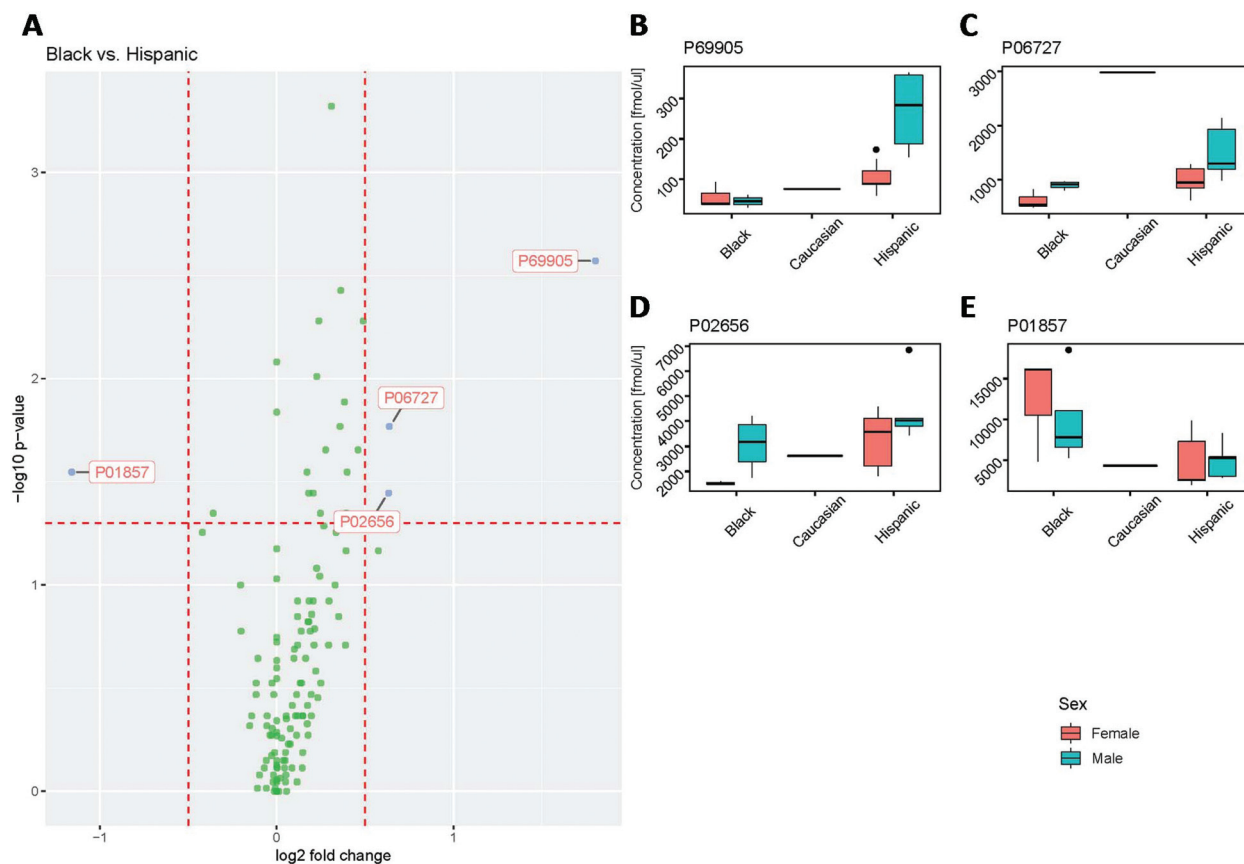 A
Black vs. Hispanic
P69905
P06727
P01857
P02656
3
2
1
0
−log10 p-value
−1
0
1
log2 fold change
B
P69905
Concentration [fmol/ul]
300
200
100
Black
Caucasian
Hispanic
C
P06727
3000
2000
1000
Black
Caucasian
Hispanic
D
P02656
Concentration [fmol/ul]
7000
6000
5000
4000
3000
2000
Black
Caucasian
Hispanic
E
P01857
15000
10000
5000
Black
Caucasian
Hispanic
Sex
Female
Male